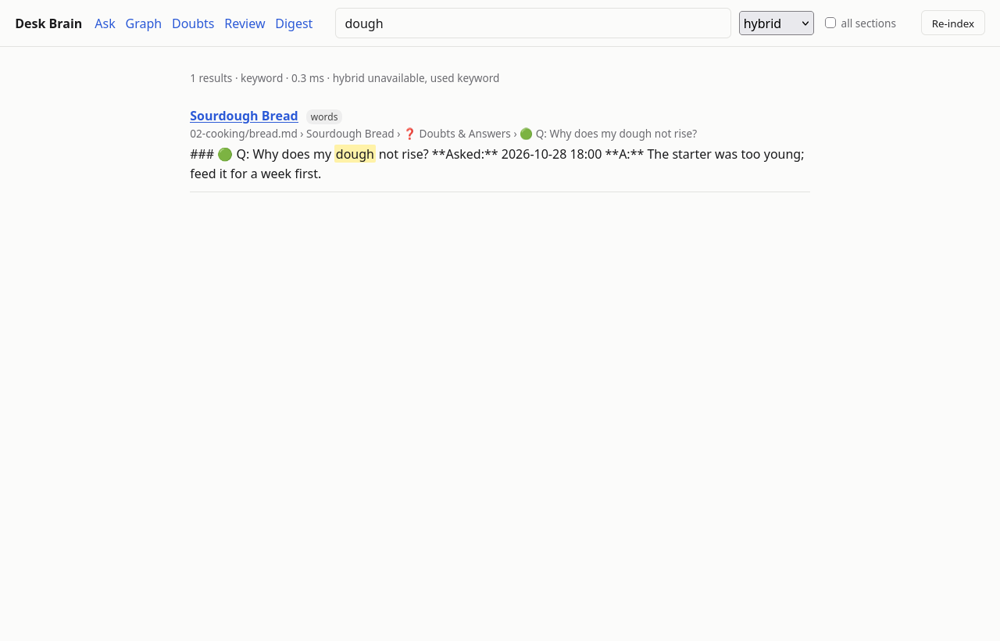 Desk Brain Ask Graph Doubts Review Digest dough hybrid all sections Re-index
1 results · keyword · 0.3 ms · hybrid unavailable, used keyword
Sourdough Bread words
02-cooking/bread.md › Sourdough Bread › ❓ Doubts & Answers › 🟢 Q: Why does my dough not rise?
### 🟢 Q: Why does my dough not rise? **Asked:** 2026-10-28 18:00 **A:** The starter was too young;
feed it for a week first.